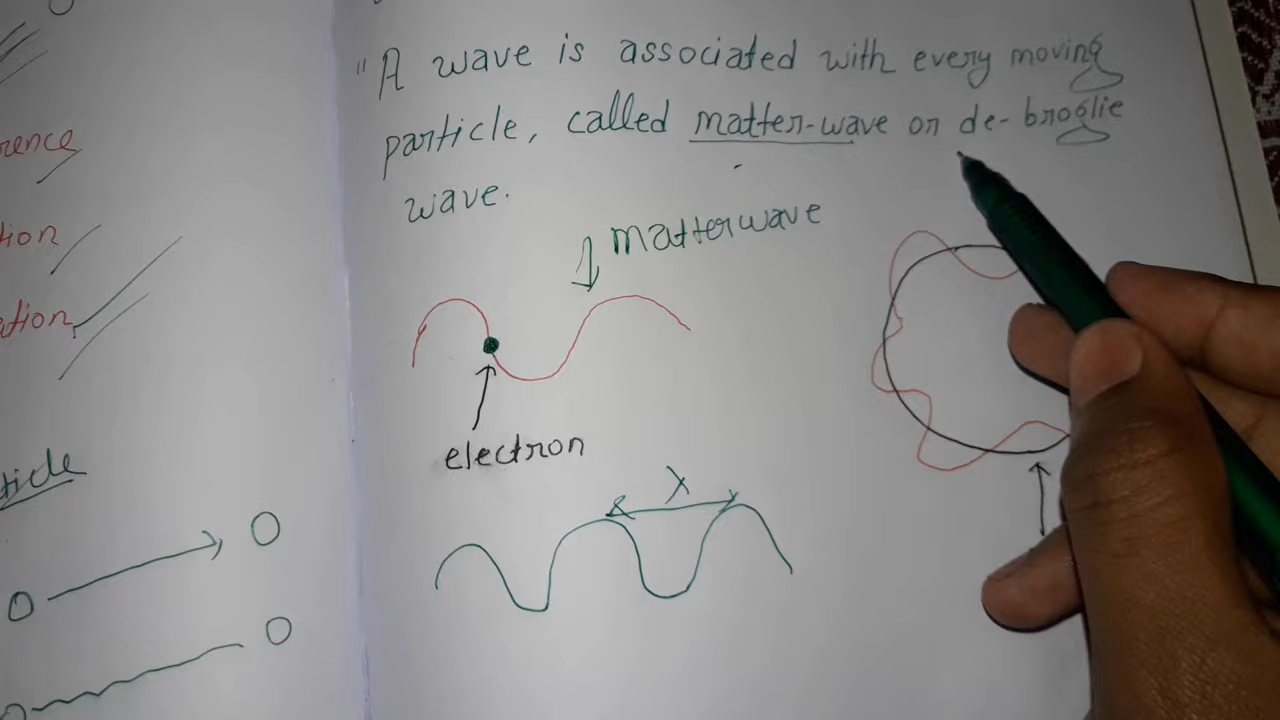 "A wave is associated with every moving
particle, called matter-wave or de-broglie
wave.
matterwave
electron
λ
rence
tion
ation
ticle